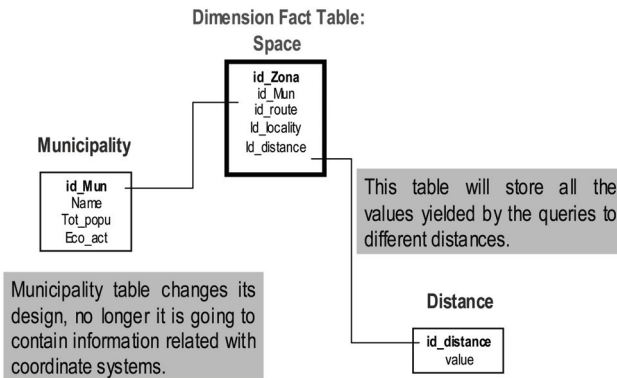 Dimension Fact Table:
Space
id_Zona
id_Mun
id_route
Id_locality
Id_distance
Municipality
id_Mun
Name
Tot_popu
Eco_act
This table will store all the
values yielded by the queries to
different distances.
Municipality table changes its
design, no longer it is going to
contain information related with
coordinate systems.
Distance
id_distance
value